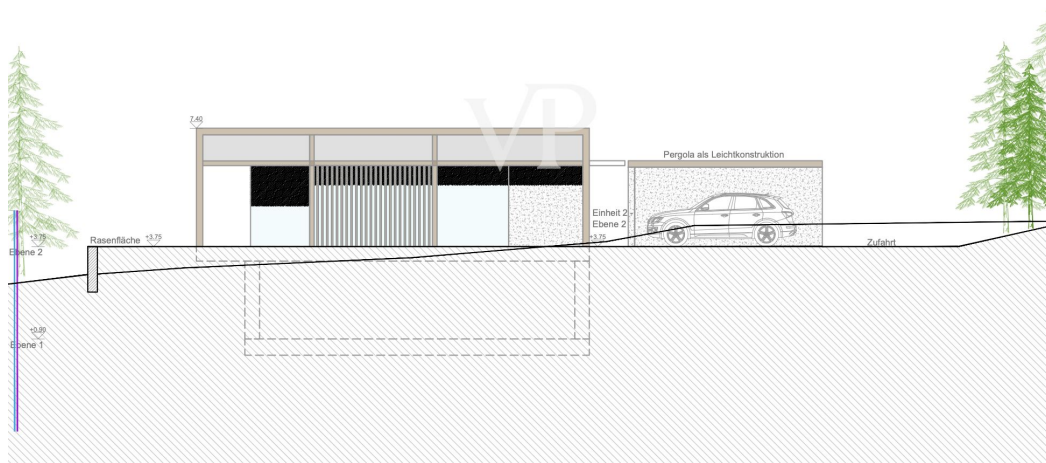 VP
7.40
Pergola als Leichtkonstruktion
Einheit 2
Ebene 2
+3.75
Rasenfläche
+3.75
+3.75
Ebene 2
Zufahrt
+0.90
Ebene 1